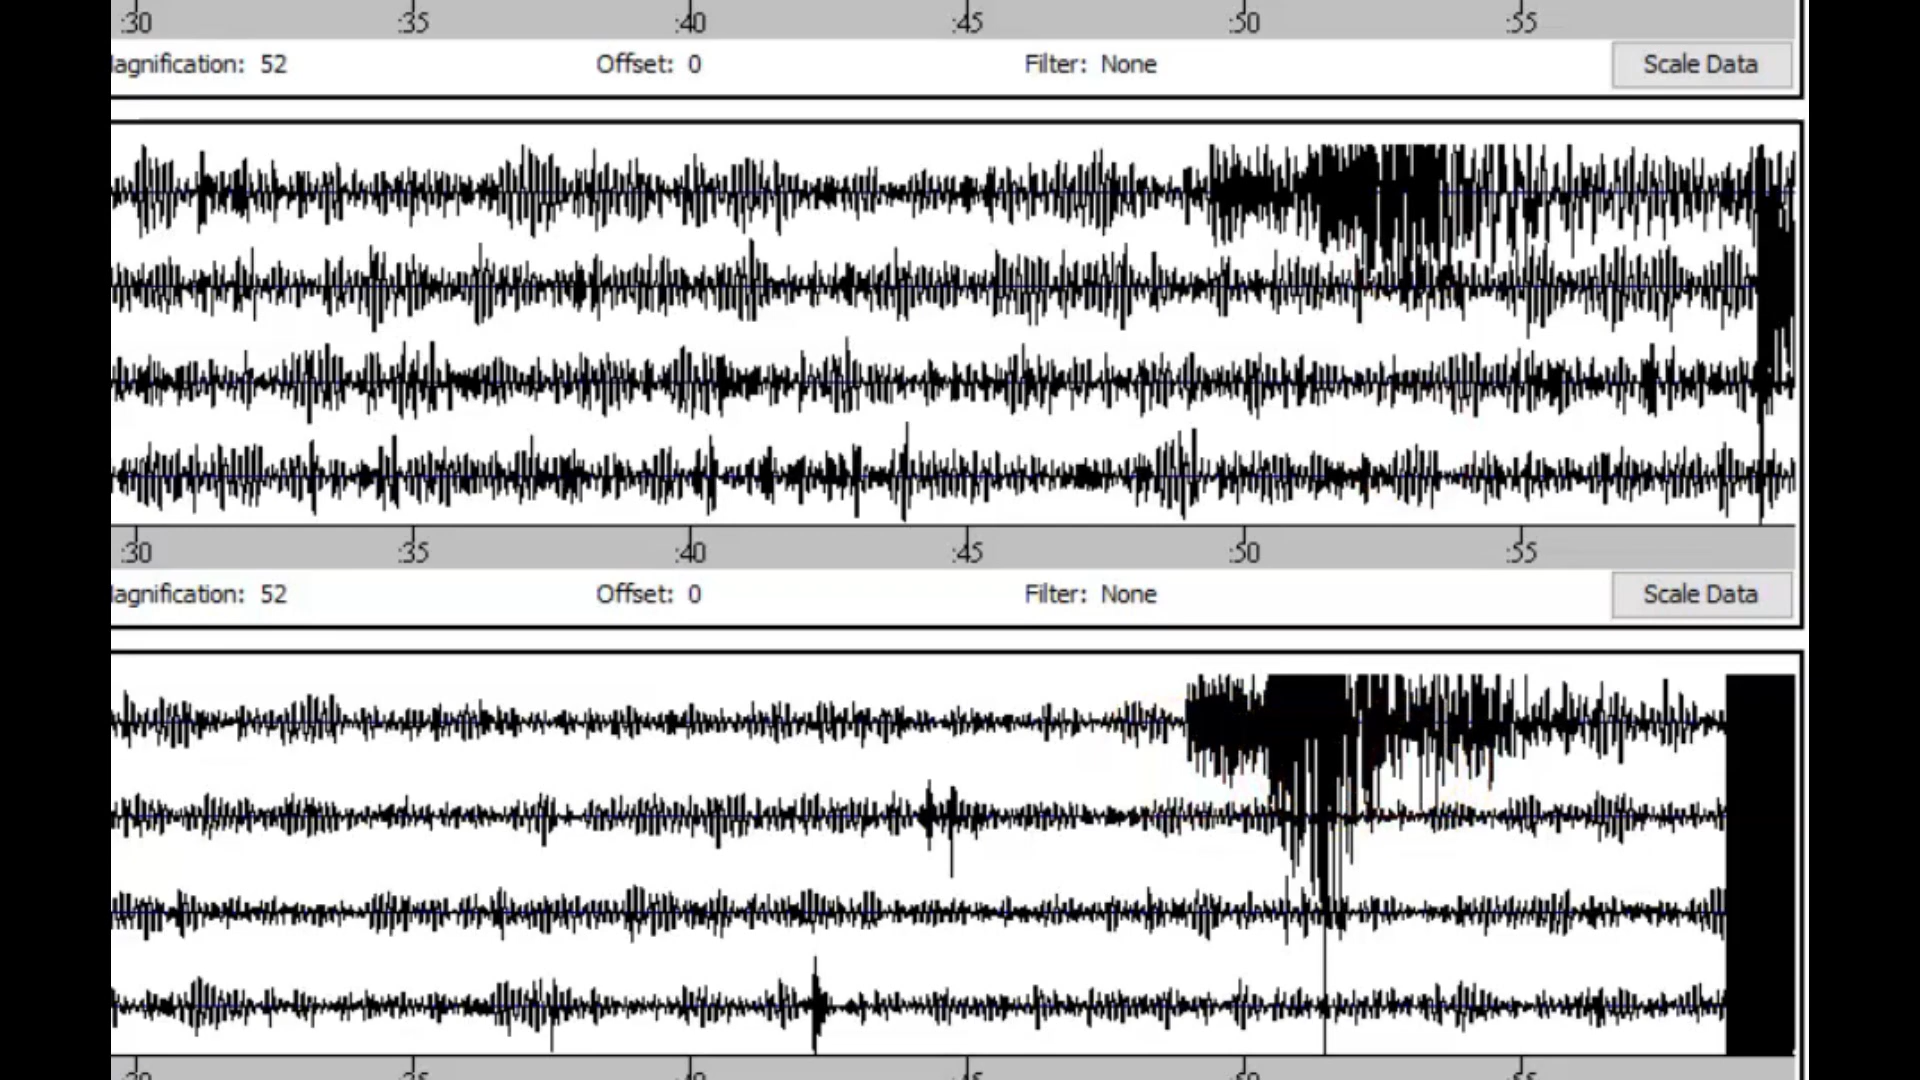 :30 :35 :40 :45 :50 :55
agnification: 52 Offset: 0 Filter: None Scale Data
:30 :35 :40 :45 :50 :55
agnification: 52 Offset: 0 Filter: None Scale Data